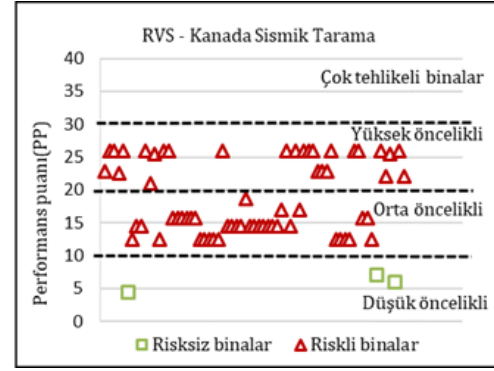 RVS - Kanada Sismik Tarama
Performans puanı(PP)
40
35
30
25
20
15
10
5
0
Çok tehlikeli binalar
Yüksek öncelikli
Orta öncelikli
Düşük öncelikli
Risksiz binalar
Riskli binalar